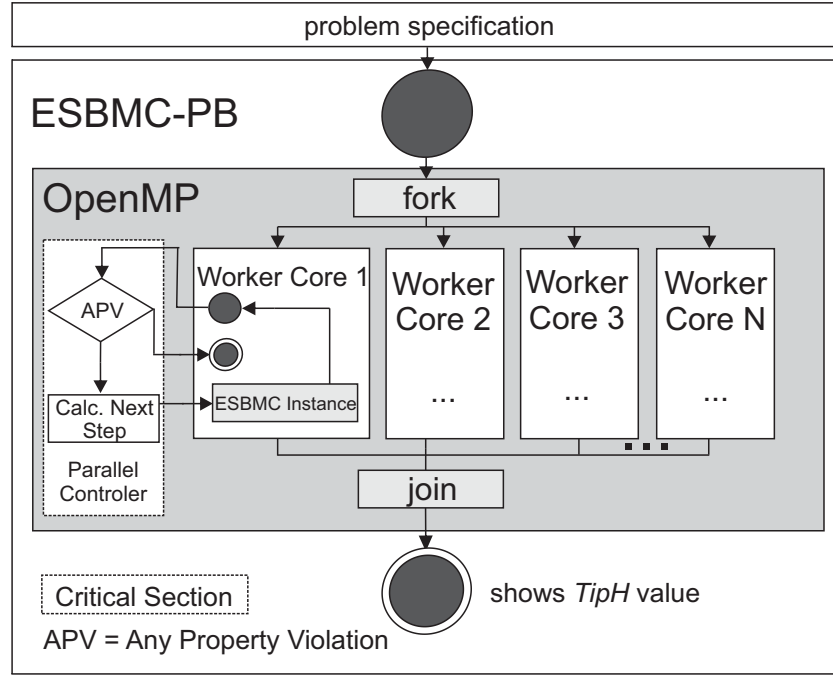 problem specification
ESBMC-PB
OpenMP
fork
Worker Core 1
Worker
Core 2
...
Worker
Core 3
...
Worker
Core N
...
APV
ESBMC Instance
Calc. Next
Step
Parallel
Controler
join
Critical Section
shows TipH value
APV = Any Property Violation